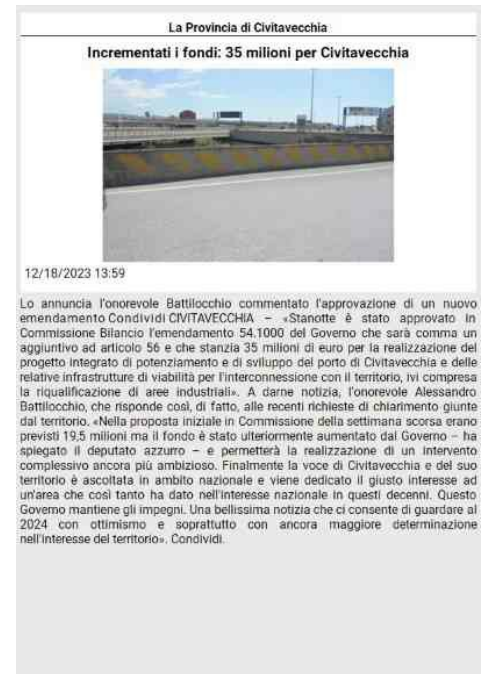 La Provincia di Civitavecchia
Incrementati i fondi: 35 milioni per Civitavecchia
12/18/2023 13:59
Lo annuncia l'onorevole Battilocchio commentato l'approvazione di un nuovo
emendamento Condividi CIVITAVECCHIA – «Stanotte è stato approvato in
Commissione Bilancio l'emendamento 54.1000 del Governo che sarà comma un
aggiuntivo ad articolo 56 e che stanzia 35 milioni di euro per la realizzazione del
progetto integrato di potenziamento e di sviluppo del porto di Civitavecchia e delle
relative infrastrutture di viabilità per l'interconnessione con il territorio, ivi compresa
la riqualificazione di aree industriali». A darne notizia, l'onorevole Alessandro
Battilocchio, che risponde così, di fatto, alle recenti richieste di chiarimento giunte
dal territorio. «Nella proposta iniziale in Commissione della settimana scorsa erano
previsti 19,5 milioni ma il fondo è stato ulteriormente aumentato dal Governo – ha
spiegato il deputato azzurro – e permetterà la realizzazione di un intervento
complessivo ancora più ambizioso. Finalmente la voce di Civitavecchia e del suo
territorio è ascoltata in ambito nazionale e viene dedicato il giusto interesse ad
un'area che così tanto ha dato nell'interesse nazionale in questi decenni. Questo
Governo mantiene gli impegni. Una bellissima notizia che ci consente di guardare al
2024 con ottimismo e soprattutto con ancora maggiore determinazione
nell'interesse del territorio». Condividi.